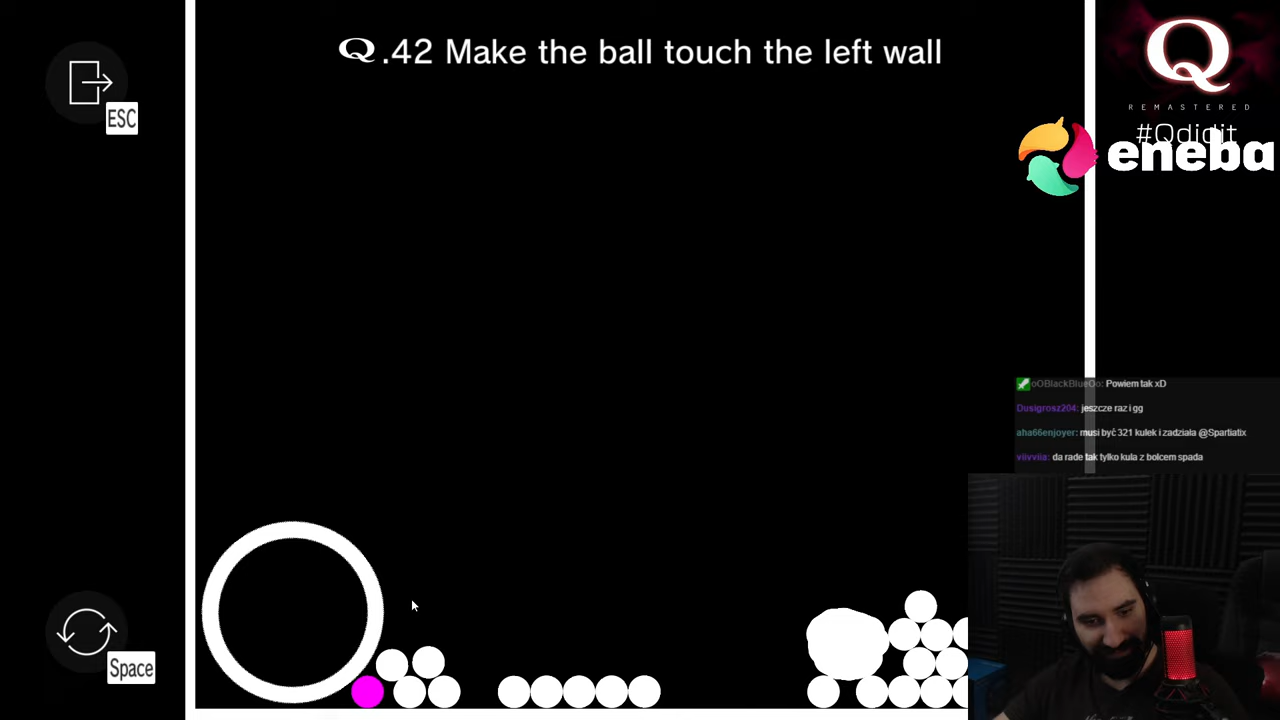 Q.42 Make the ball touch the left wall
ESC
Q
REMASTERED
#Qdidit
eneba
oOBlackBlueOo: Powiem tak xD
Dusigrosz204: jeszcze raz i gg
aha66enjoyer: musi być 321 kulek i zadziała @Spartiatix
viivviia: da rade tak tylko kula z bolcem spada
Space